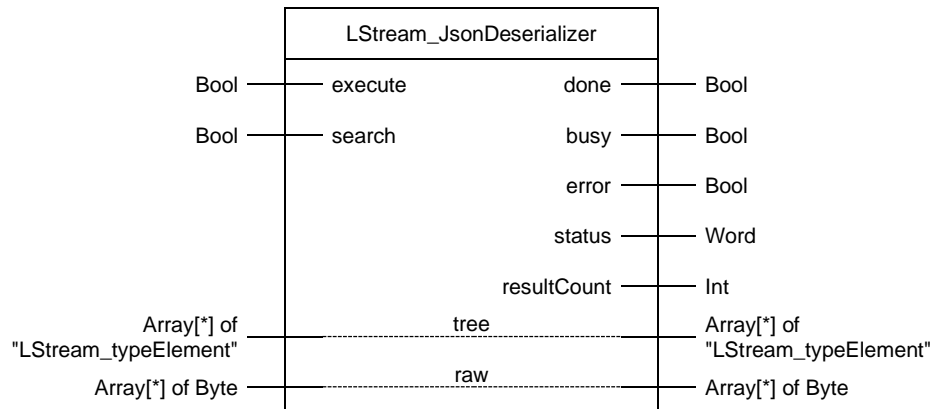 LStream_JsonDeserializer
Bool execute done Bool
Bool search busy Bool
error Bool
status Word
resultCount Int
Array[*] of tree Array[*] of
"LStream_typeElement" "LStream_typeElement"
Array[*] of Byte raw Array[*] of Byte